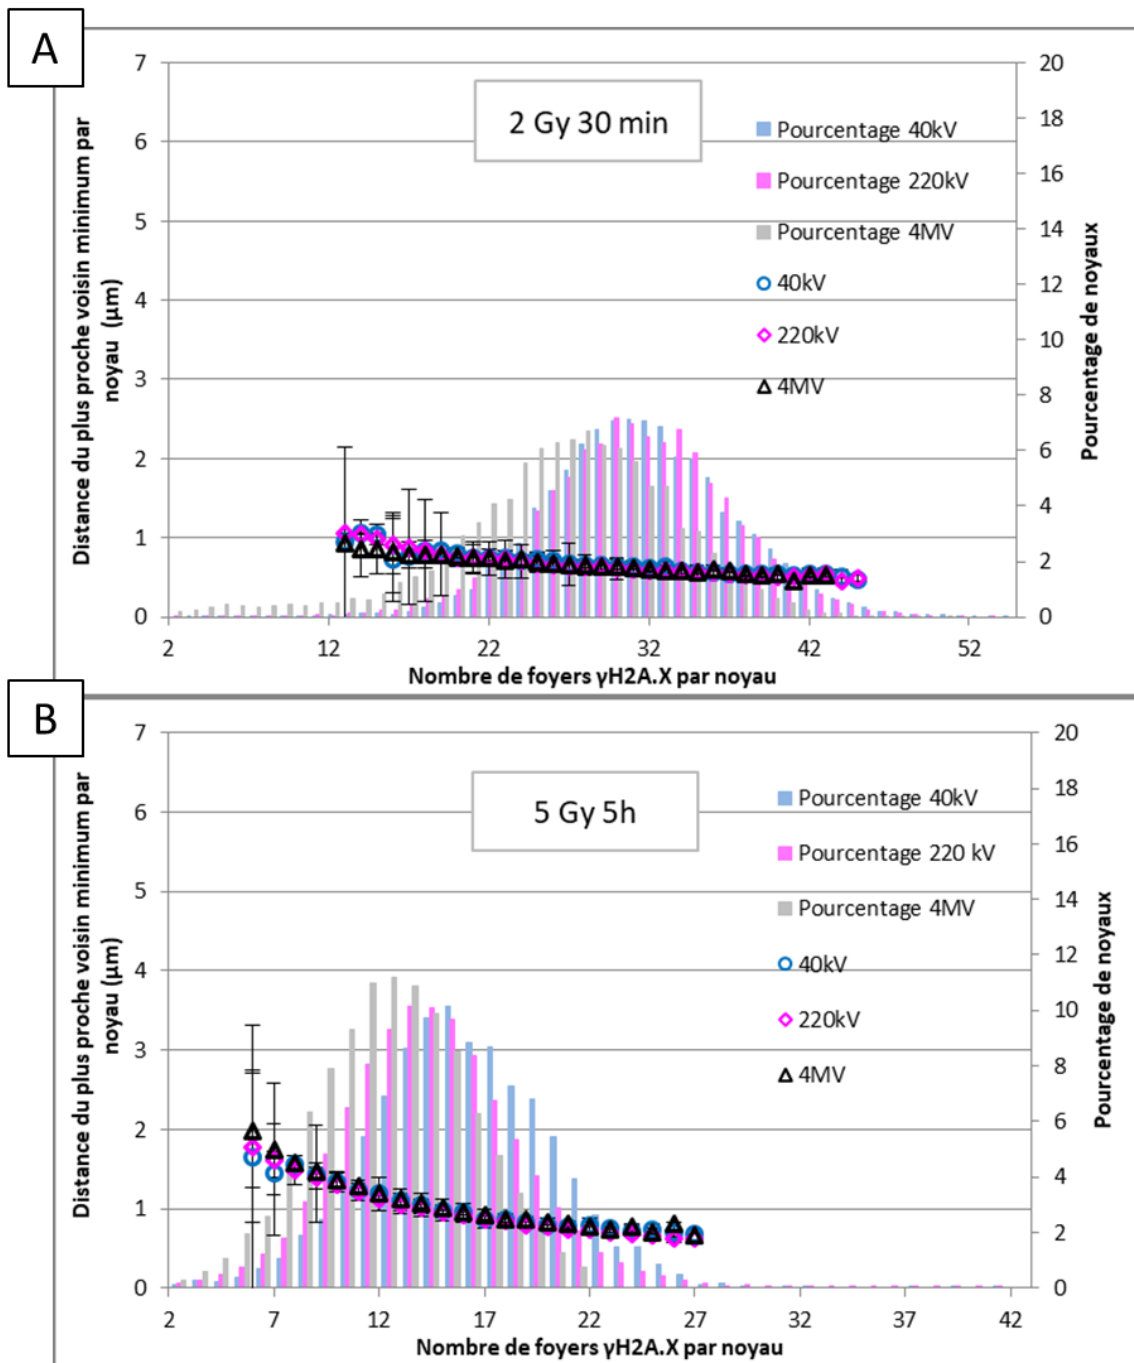 A
2 Gy 30 min
Distance du plus proche voisin minimum par
noyau (µm)
7
6
5
4
3
2
1
0
20
18
16
14
12
10
8
6
4
2
0
Pourcentage de noyaux
Pourcentage 40kV
Pourcentage 220kV
Pourcentage 4MV
40kV
220kV
4MV
2 12 22 32 42 52
Nombre de foyers γH2A.X par noyau
B
5 Gy 5h
Distance du plus proche voisin minimum par
noyau (µm)
7
6
5
4
3
2
1
0
20
18
16
14
12
10
8
6
4
2
0
Pourcentage de noyaux
Pourcentage 40kV
Pourcentage 220 kV
Pourcentage 4MV
40kV
220kV
4MV
2 7 12 17 22 27 32 37 42
Nombre de foyers γH2A.X par noyau